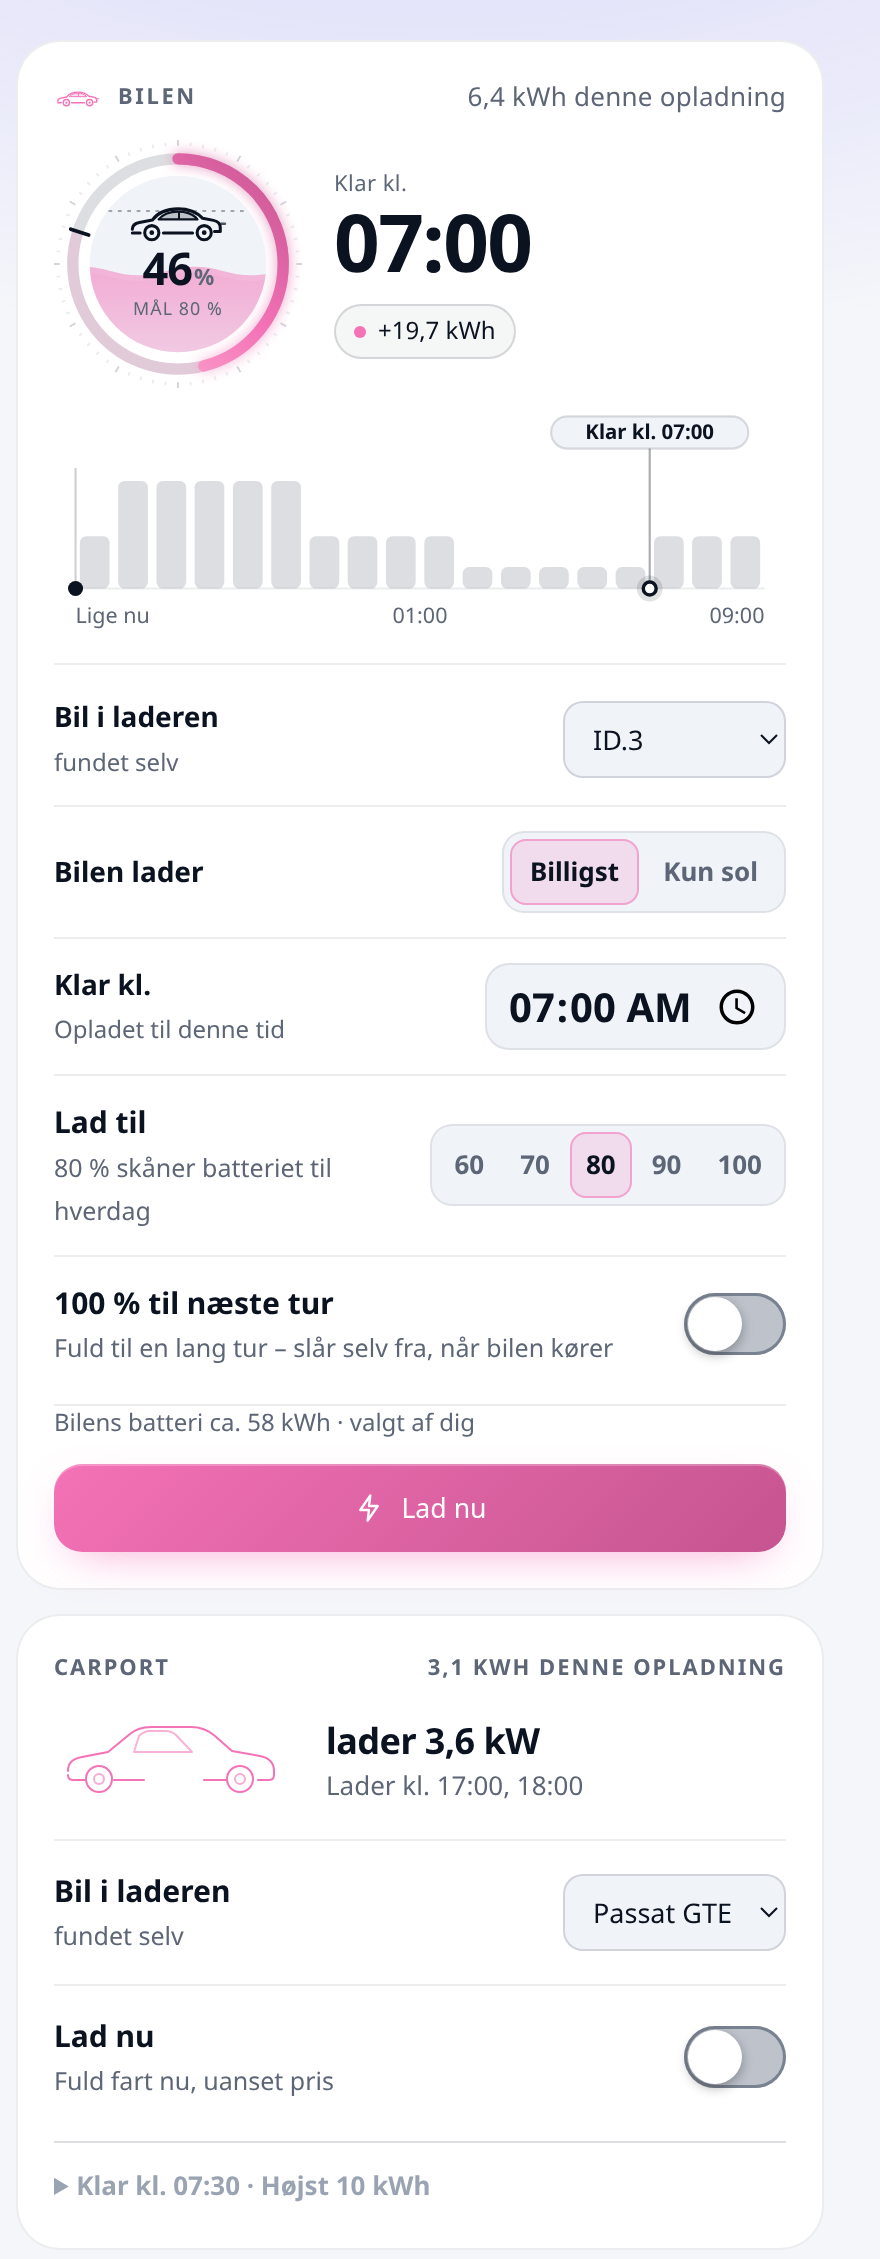 BILEN
6,4 kWh denne opladning
46%
MÅL 80 %
Klar kl.
07:00
+19,7 kWh
Klar kl. 07:00
Lige nu 01:00 09:00
Bil i laderen
fundet selv
ID.3
Bilen lader
Billigst Kun sol
Klar kl.
Opladet til denne tid
07:00 AM
Lad til
80 % skåner batteriet til
hverdag
60 70 80 90 100
100 % til næste tur
Fuld til en lang tur – slår selv fra, når bilen kører
Bilens batteri ca. 58 kWh · valgt af dig
Lad nu
CARPORT
3,1 KWH DENNE OPLADNING
lader 3,6 kW
Lader kl. 17:00, 18:00
Bil i laderen
fundet selv
Passat GTE
Lad nu
Fuld fart nu, uanset pris
Klar kl. 07:30 · Højst 10 kWh